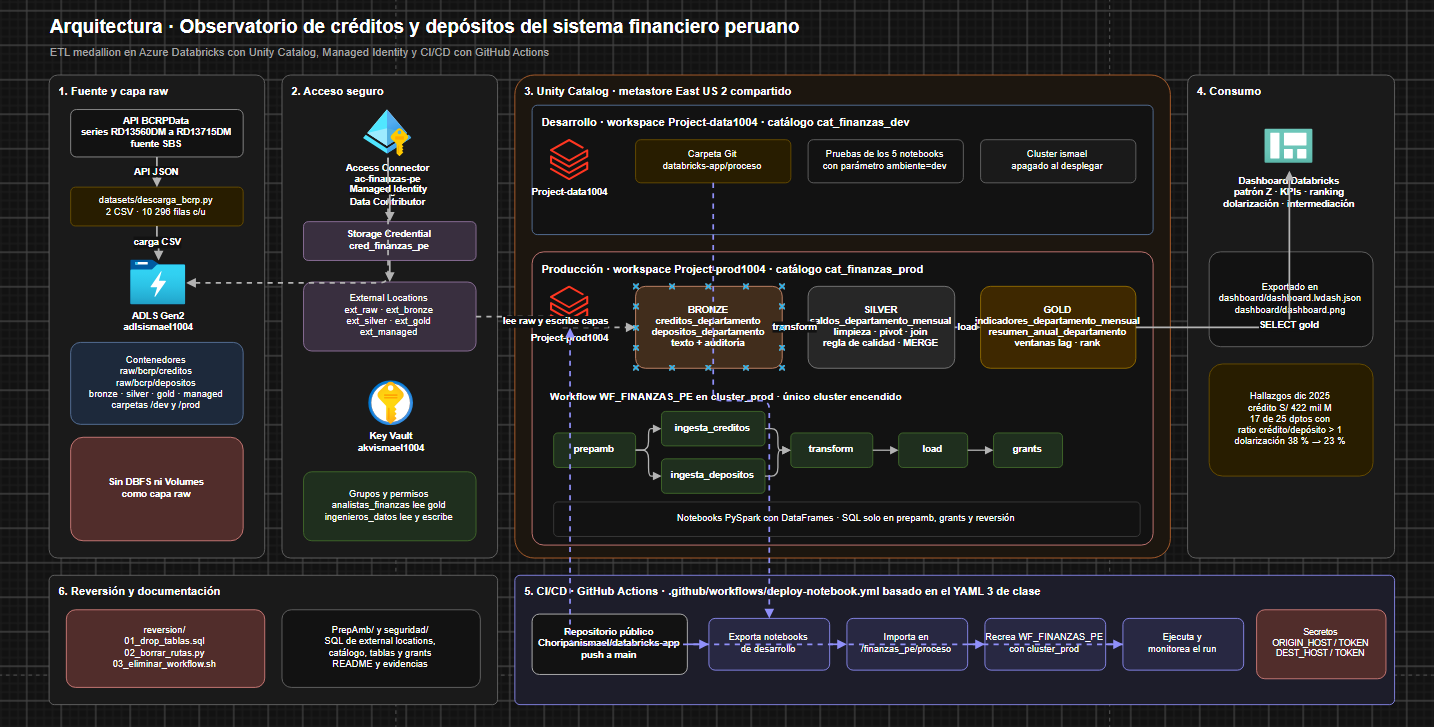 Arquitectura · Observatorio de créditos y depósitos del sistema financiero peruano
ETL medallion en Azure Databricks con Unity Catalog, Managed Identity y CI/CD con GitHub Actions
1. Fuente y capa raw
API BCRPData
series RD13560DM a RD13715DM
fuente SBS
API JSON
datasets/descarga_bcrp.py
2 CSV · 10 296 filas c/u
carga CSV
ADLS Gen2
adlsismael1004
Contenedores
raw/bcrp/creditos
raw/bcrp/depositos
bronze · silver · gold · managed
carpetas /dev y /prod
Sin DBFS ni Volumes
como capa raw
2. Acceso seguro
Access Connector
ac-finanzas-pe
Managed Identity
Data Contributor
Storage Credential
cred_finanzas_pe
External Locations
ext_raw · ext_bronze
ext_silver · ext_gold
ext_managed
Key Vault
akvismael1004
Grupos y permisos
analistas_finanzas lee gold
ingenieros_datos lee y escribe
3. Unity Catalog · metastore East US 2 compartido
Desarrollo · workspace Project-data1004 · catálogo cat_finanzas_dev
Project-data1004
Carpeta Git
databricks-app/proceso
Pruebas de los 5 notebooks
con parámetro ambiente=dev
Cluster ismael
apagado al desplegar
Producción · workspace Project-prod1004 · catálogo cat_finanzas_prod
lee raw y escribe capas
Project-prod1004
BRONZE
creditos_departamento
depositos_departamento
texto + auditoría
transform
SILVER
saldos_departamento_mensual
limpieza · pivot · join
regla de calidad · MERGE
load
GOLD
indicadores_departamento_mensual
resumen_anual_departamento
ventanas lag · rank
Workflow WF_FINANZAS_PE en cluster_prod · único cluster encendido
prepamb
ingesta_creditos
ingesta_depositos
transform
load
grants
Notebooks PySpark con DataFrames · SQL solo en prepamb, grants y reversión
4. Consumo
Dashboard Databricks
patrón Z · KPIs · ranking
dolarización · intermediación
Exportado en
dashboard/dashboard.lvdash.json
dashboard/dashboard.png
SELECT gold
Hallazgos dic 2025
crédito S/ 422 mil M
17 de 25 dptos con
ratio crédito/depósito > 1
dolarización 38 % → 23 %
6. Reversión y documentación
reversion/
01_drop_tablas.sql
02_borrar_rutas.py
03_eliminar_workflow.sh
PrepAmb/ y seguridad/
SQL de external locations,
catálogo, tablas y grants
README y evidencias
5. CI/CD · GitHub Actions · .github/workflows/deploy-notebook.yml basado en el YAML 3 de clase
Repositorio público
Choripanismael/databricks-app
push a main
Exporta notebooks
de desarrollo
Importa en
/finanzas_pe/proceso
Recrea WF_FINANZAS_PE
con cluster_prod
Ejecuta y
monitorea el run
Secretos
ORIGIN_HOST / TOKEN
DEST_HOST / TOKEN